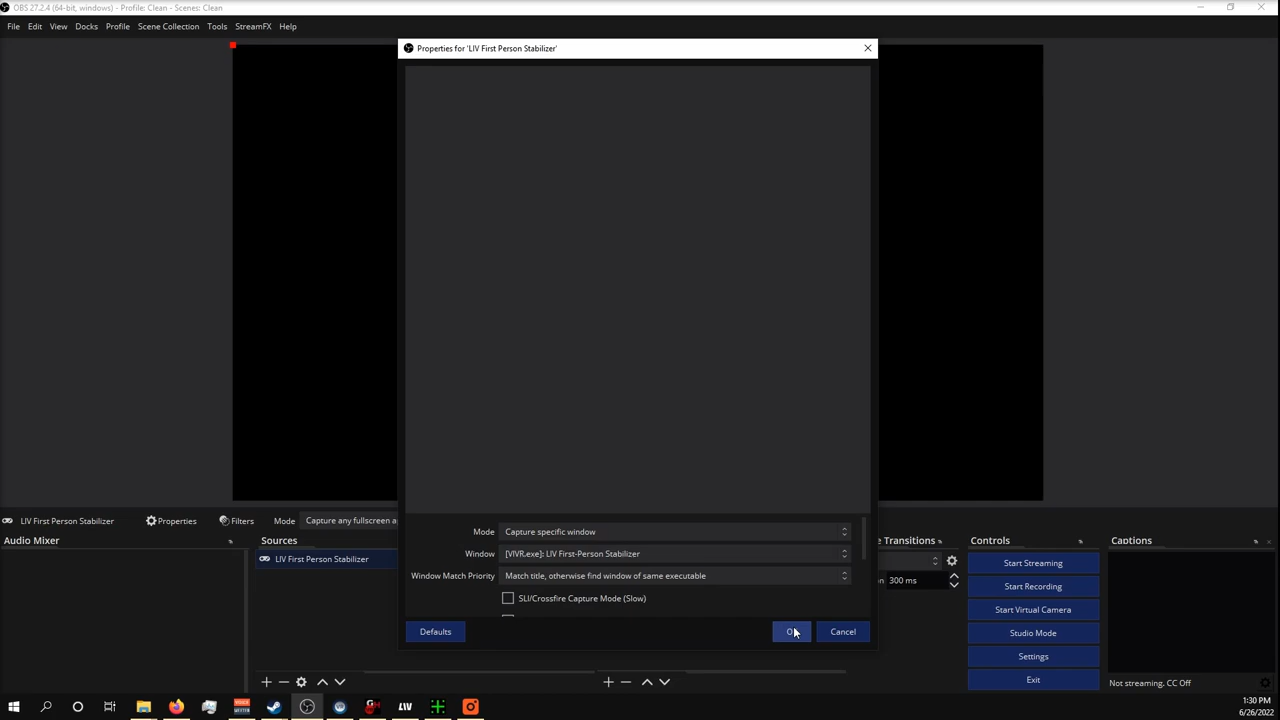 OBS 27.2.4 (64-bit, windows) - Profile: Clean - Scenes: Clean
File Edit View Docks Profile Scene Collection Tools StreamFX Help
Properties for 'LIV First Person Stabilizer'
Mode Capture specific window
Window [VIVR.exe]: LIV First-Person Stabilizer
Window Match Priority Match title, otherwise find window of same executable
SLI/Crossfire Capture Mode (Slow)
Defaults Cancel
LIV First Person Stabilizer Properties Filters Mode Capture any fullscreen a
Audio Mixer Sources e Transitions Controls Captions
LIV First Person Stabilizer
300 ms
Start Streaming
Start Recording
Start Virtual Camera
Studio Mode
Settings
Exit
Not streaming, CC Off
VOICE
LIV
1:30 PM
6/26/2022